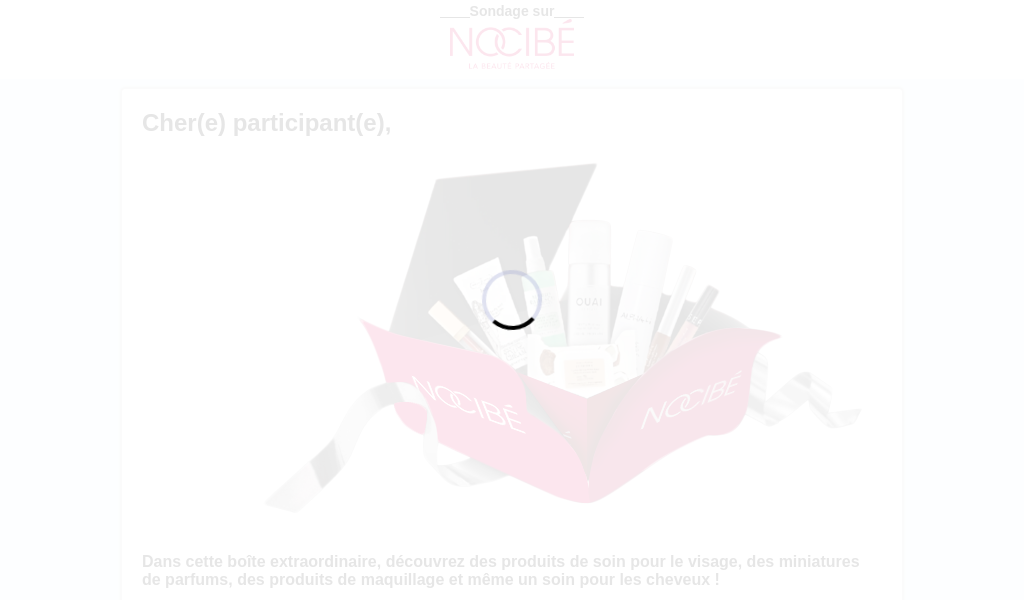 ____Sondage sur____
NOCIBÉ
LA BEAUTÉ PARTAGÉE
Cher(e) participant(e),
OUAI
NOCIBÉ
NOCIBÉ
Dans cette boîte extraordinaire, découvrez des produits de soin pour le visage, des miniatures
de parfums, des produits de maquillage et même un soin pour les cheveux !